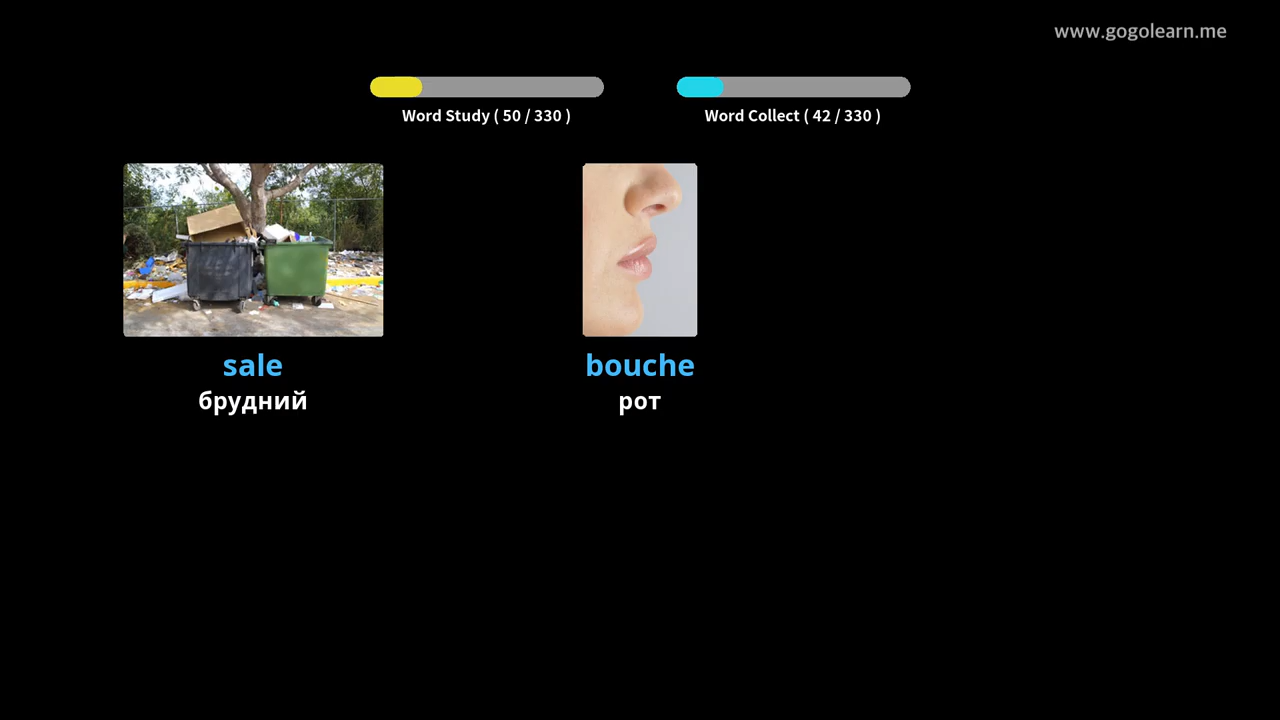 www.gogolearn.me
Word Study ( 50 / 330 )
Word Collect ( 42 / 330 )
sale
брудний
bouche
рот